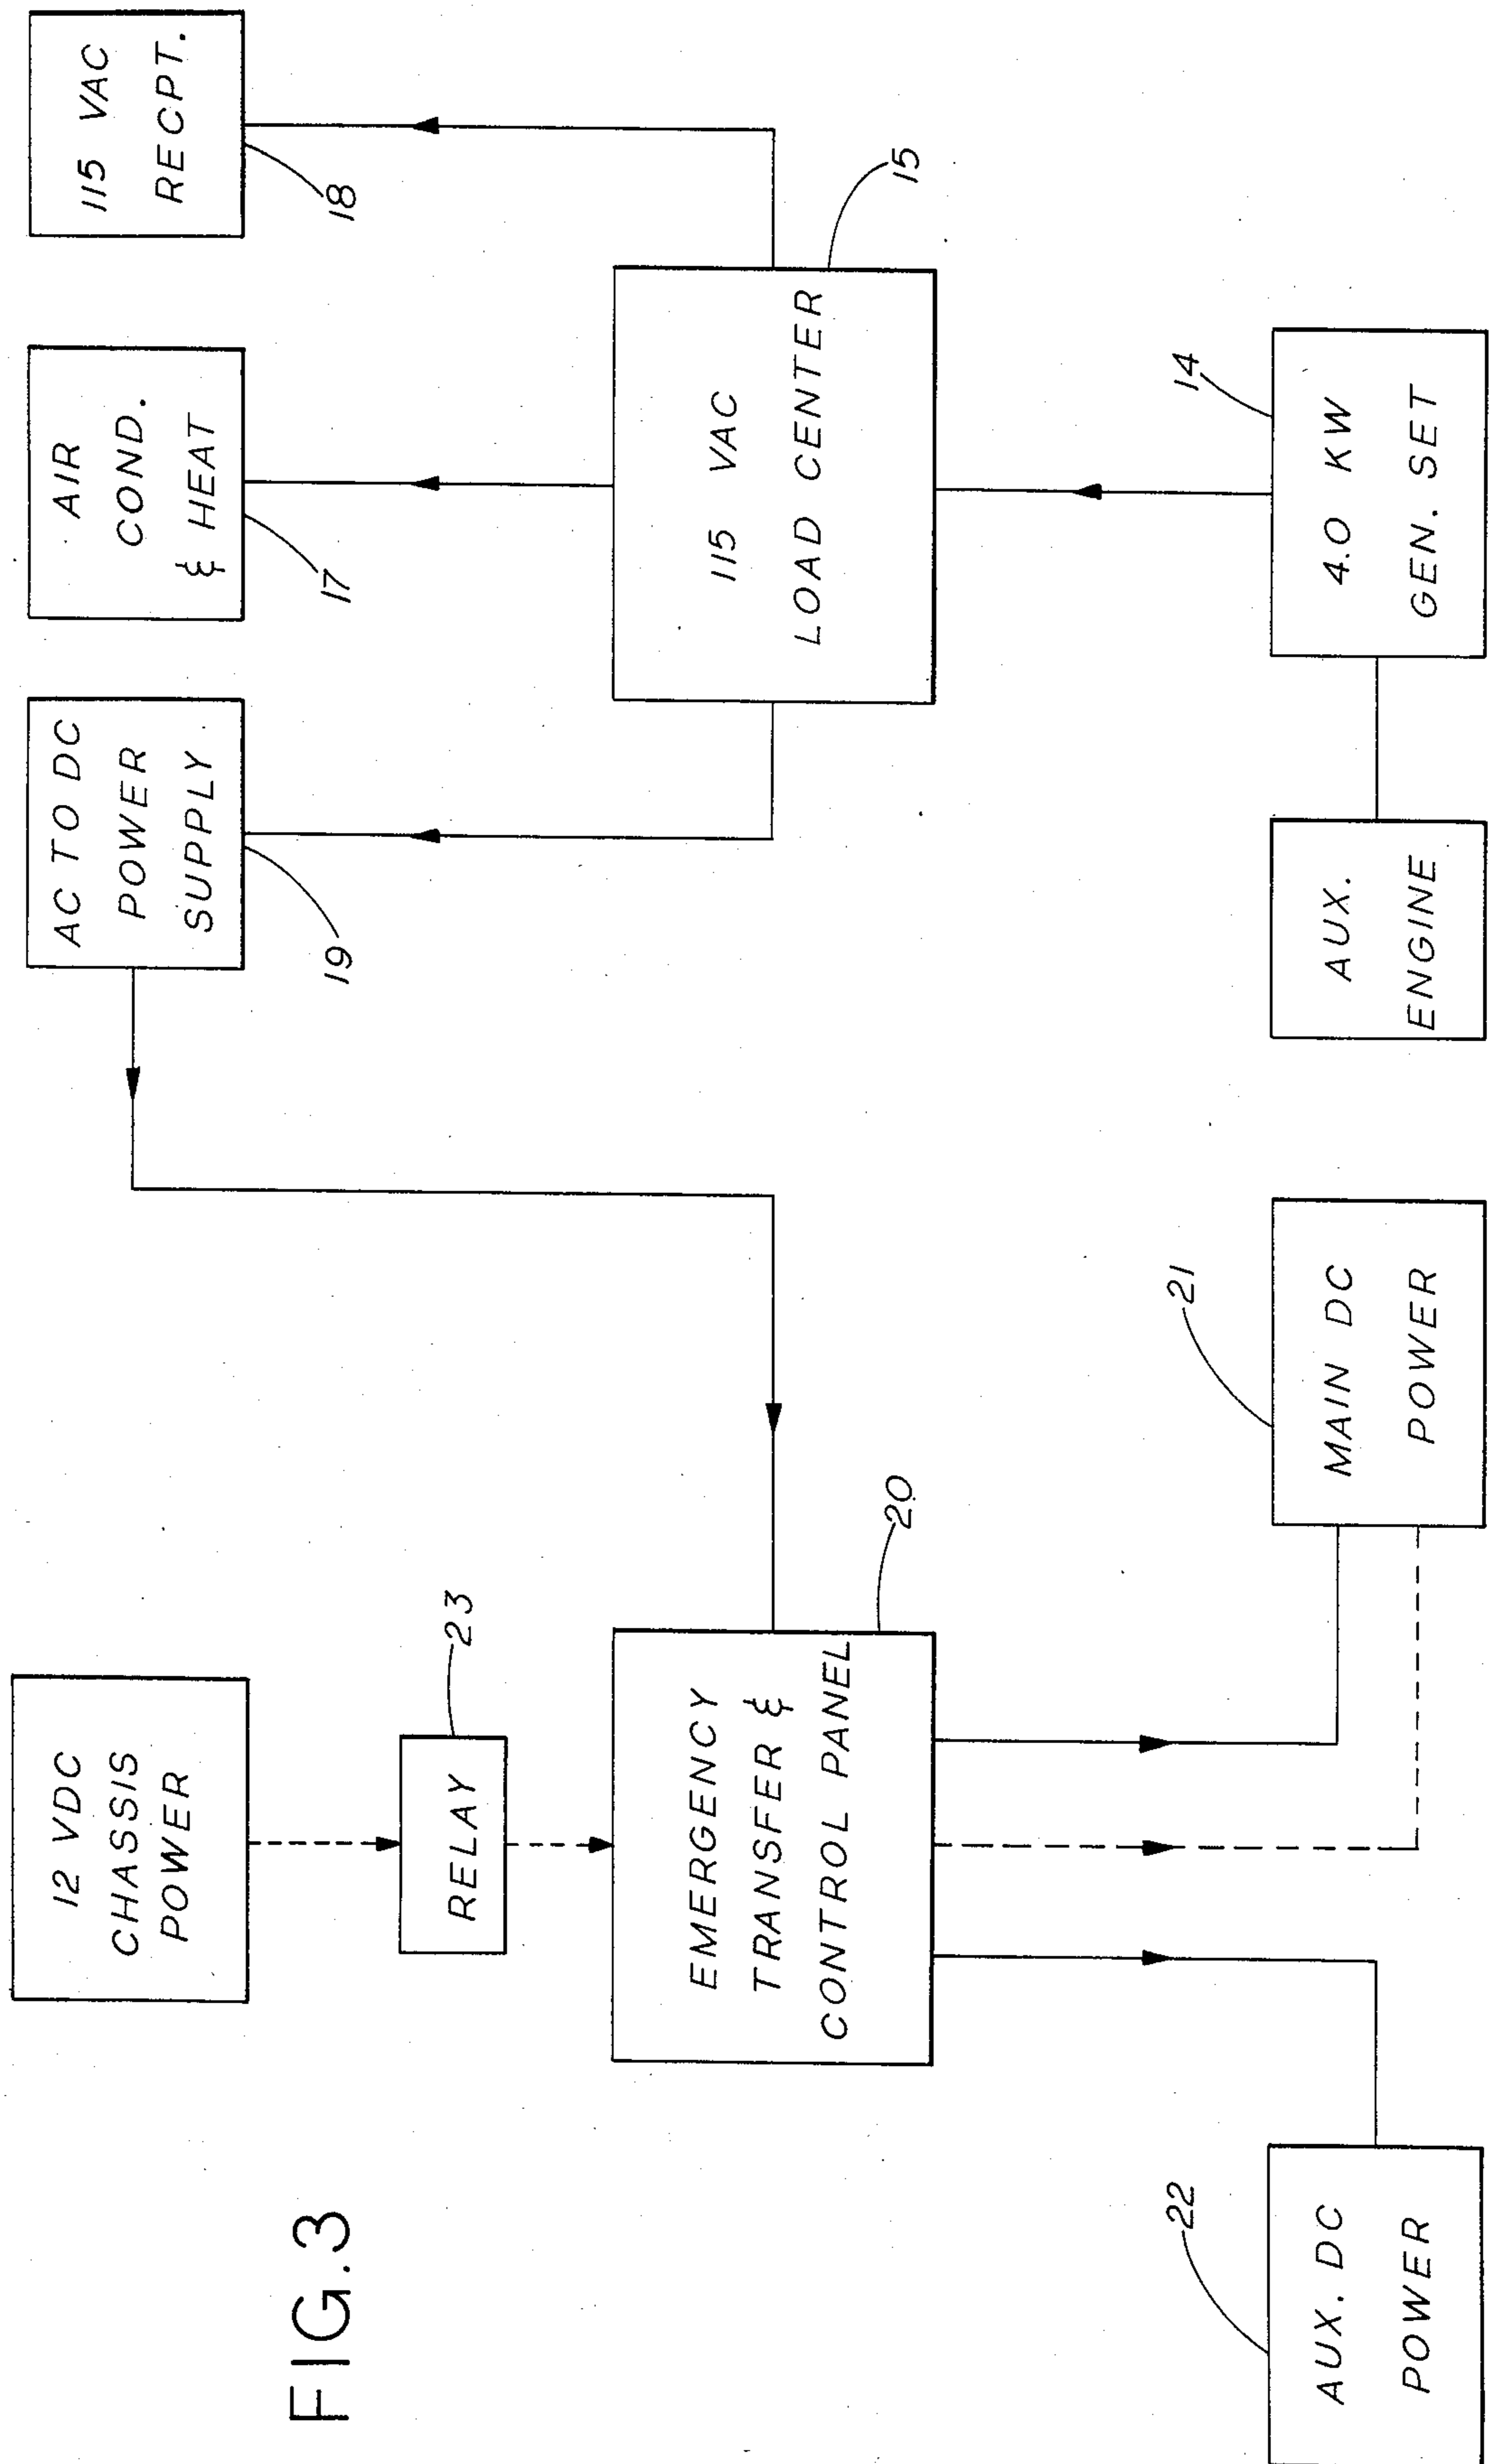 FIG.3
12 VDC
CHASSIS
POWER
23
RELAY
EMERGENCY
TRANSFER &
CONTROL PANEL
20
22
AUX. DC
POWER
21
MAIN DC
POWER
AC TO DC
POWER
SUPPLY
19
AIR
COND.
& HEAT
17
115 VAC
RECPT.
18
115 VAC
LOAD CENTER
15
AUX.
ENGINE
14
4.0 KW
GEN. SET